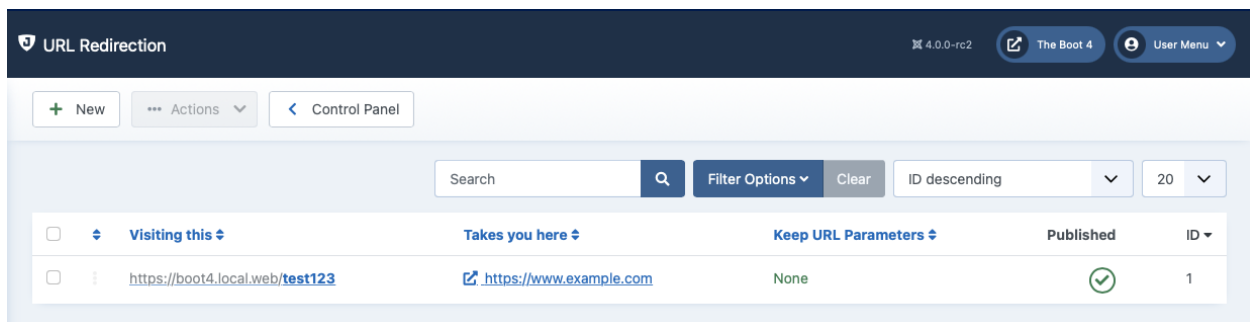 URL Redirection 4.0.0-rc2 The Boot 4 User Menu
+ New ... Actions Control Panel
Search Filter Options Clear ID descending 20
Visiting this Takes you here Keep URL Parameters Published ID
https://boot4.local.web/test123 https://www.example.com None 1